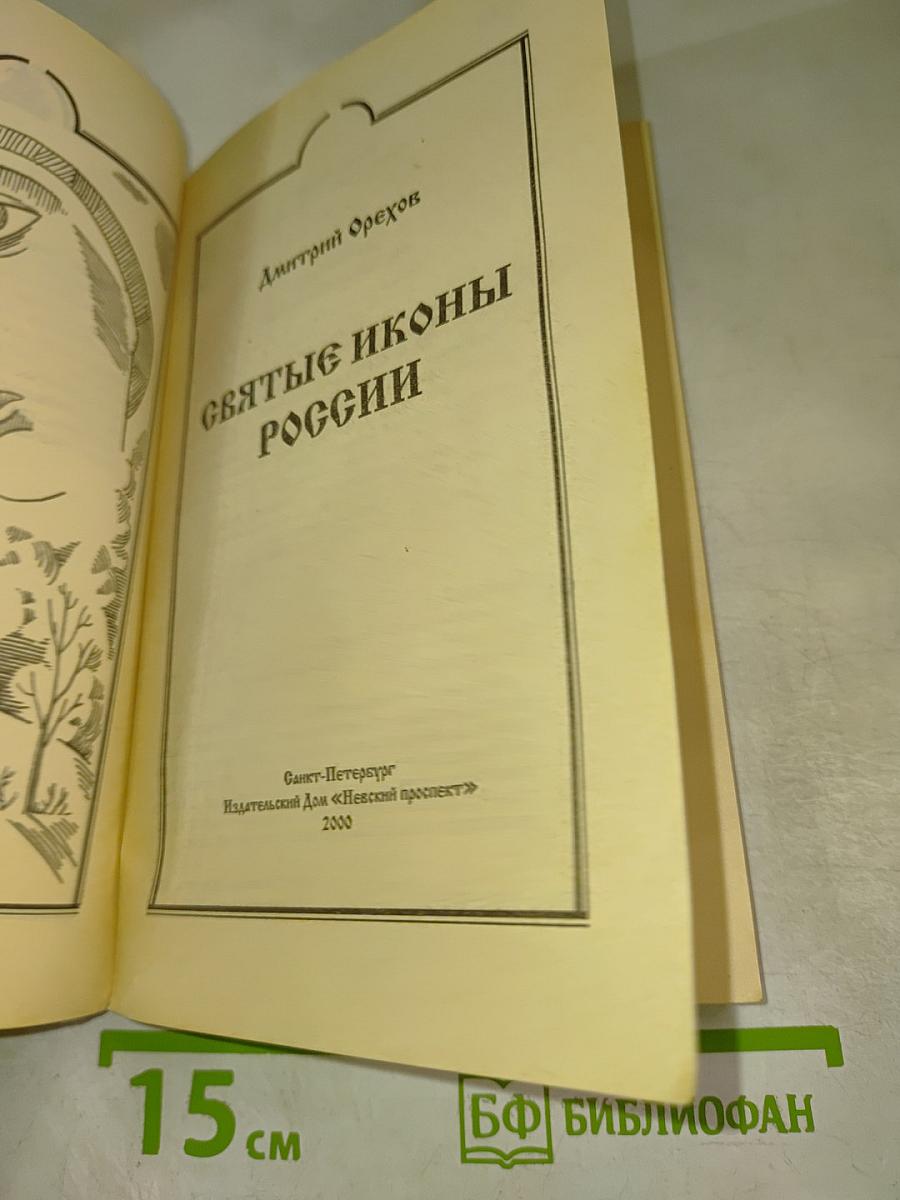 Дмитрий Орехов
СВЯТЫЕ ИКОНЫ
РОССИИ
Санкт-Петербург
Издательский Дом «Невский проспект»
2000
15 см
БФ БИБЛИОФАН